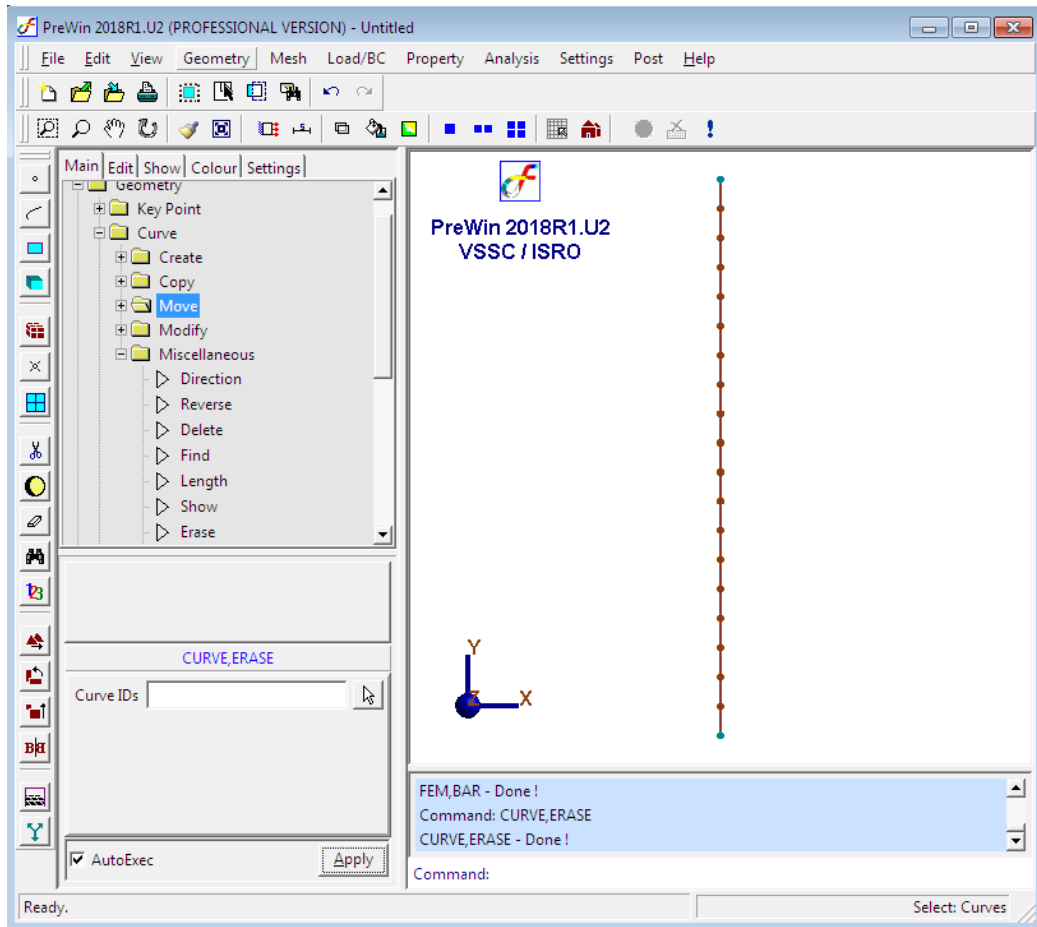 PreWin 2018R1.U2 (PROFESSIONAL VERSION) - Untitled
File Edit View Geometry Mesh Load/BC Property Analysis Settings Post Help
Main Edit Show Colour Settings
Geometry
Key Point
Curve
Create
Copy
Move
Modify
Miscellaneous
Direction
Reverse
Delete
Find
Length
Show
Erase
123
B B
CURVE,ERASE
Curve IDs
AutoExec Apply
PreWin 2018R1.U2
VSSC / ISRO
Y
Z X
FEM,BAR - Done !
Command: CURVE,ERASE
CURVE,ERASE - Done !
Command:
Ready. Select: Curves